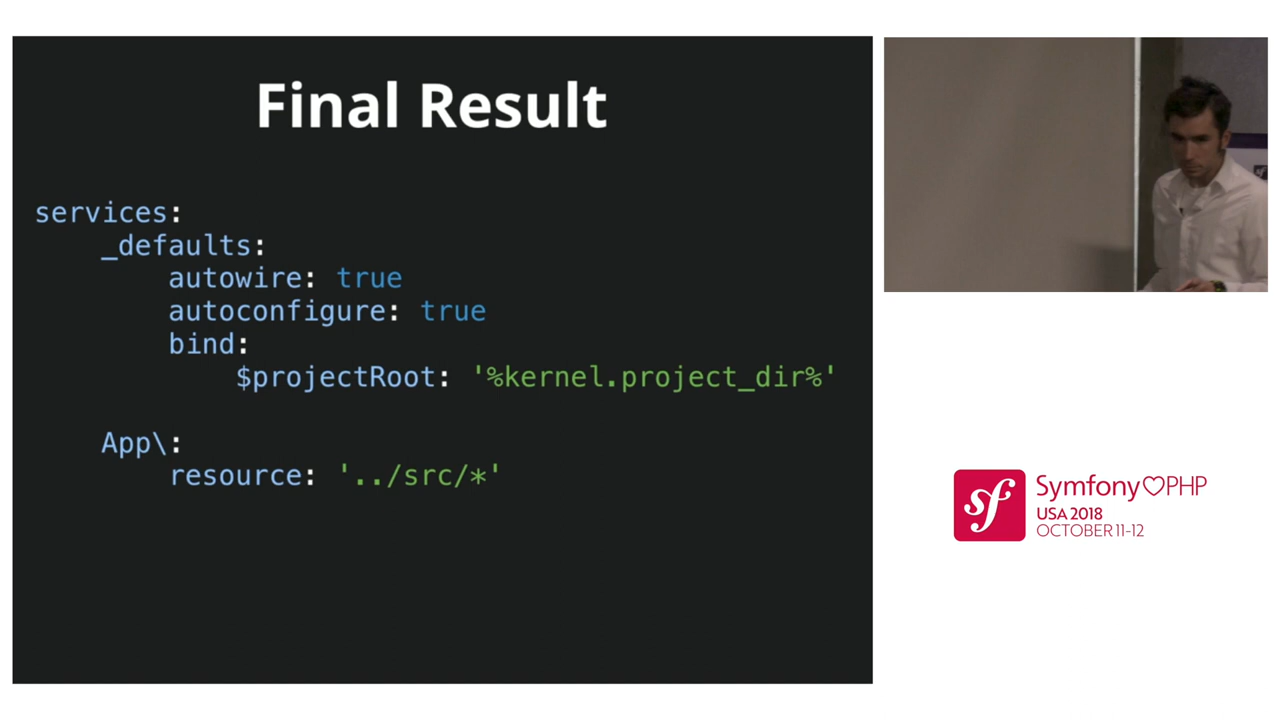 Final Result
services:
_defaults:
autowire: true
autoconfigure: true
bind:
$projectRoot: '%kernel.project_dir%'
App\:
resource: '../src/*'
sf
Symfony♡PHP
USA 2018
OCTOBER 11-12